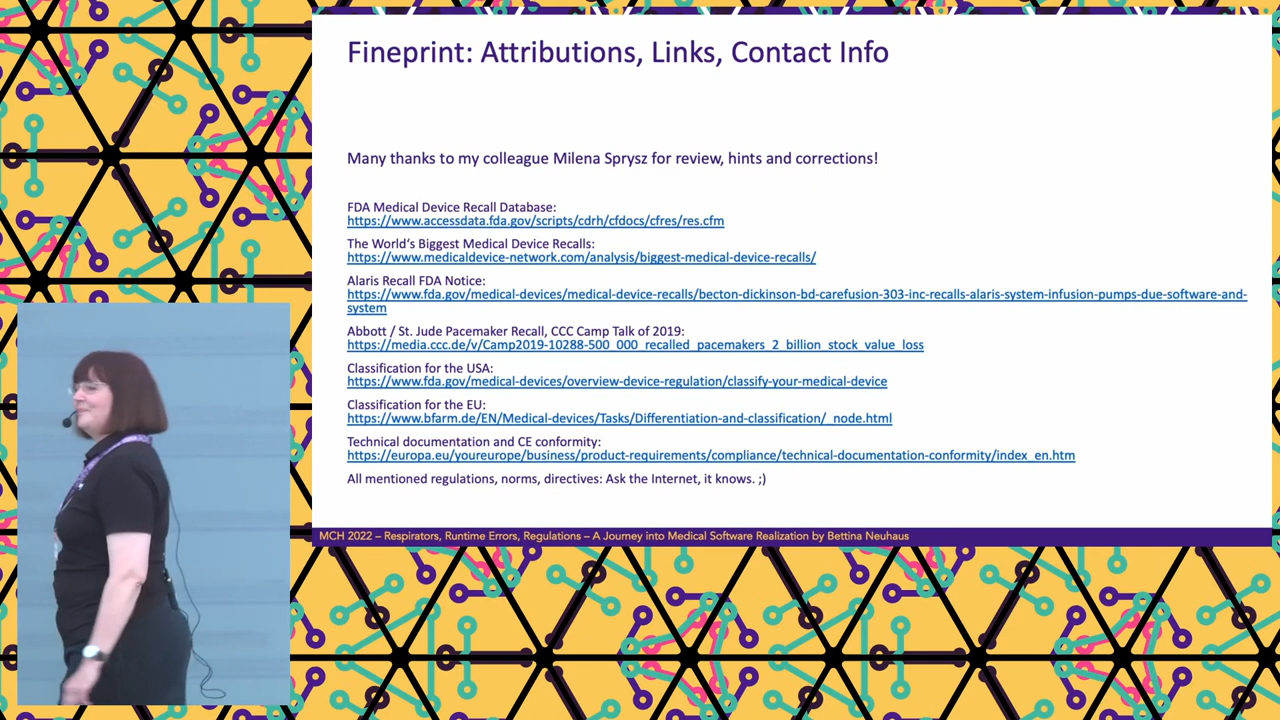 Fineprint: Attributions, Links, Contact Info
Many thanks to my colleague Milena Sprysz for review, hints and corrections!
FDA Medical Device Recall Database:
https://www.accessdata.fda.gov/scripts/cdrh/cfdocs/cfres/res.cfm
The World's Biggest Medical Device Recalls:
https://www.medicaldevice-network.com/analysis/biggest-medical-device-recalls/
Alaris Recall FDA Notice:
https://www.fda.gov/medical-devices/medical-device-recalls/becton-dickinson-bd-carefusion-303-inc-recalls-alaris-system-infusion-pumps-due-software-and-
system
Abbott / St. Jude Pacemaker Recall, CCC Camp Talk of 2019:
https://media.ccc.de/v/Camp2019-10288-500_000_recalled_pacemakers_2_billion_stock_value_loss
Classification for the USA:
https://www.fda.gov/medical-devices/overview-device-regulation/classify-your-medical-device
Classification for the EU:
https://www.bfarm.de/EN/Medical-devices/Tasks/Differentiation-and-classification/_node.html
Technical documentation and CE conformity:
https://europa.eu/youreurope/business/product-requirements/compliance/technical-documentation-conformity/index_en.htm
All mentioned regulations, norms, directives: Ask the Internet, it knows. ;)
MCH 2022 – Respirators, Runtime Errors, Regulations – A Journey into Medical Software Realization by Bettina Neuhaus